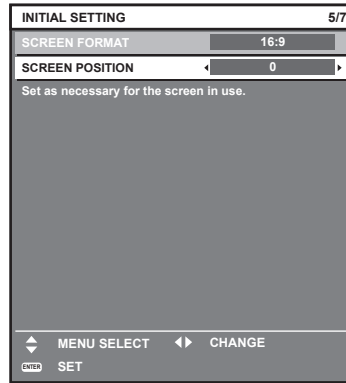 INITIAL SETTING 5/7
SCREEN FORMAT 16:9
SCREEN POSITION 0
Set as necessary for the screen in use.
MENU SELECT CHANGE
ENTER SET